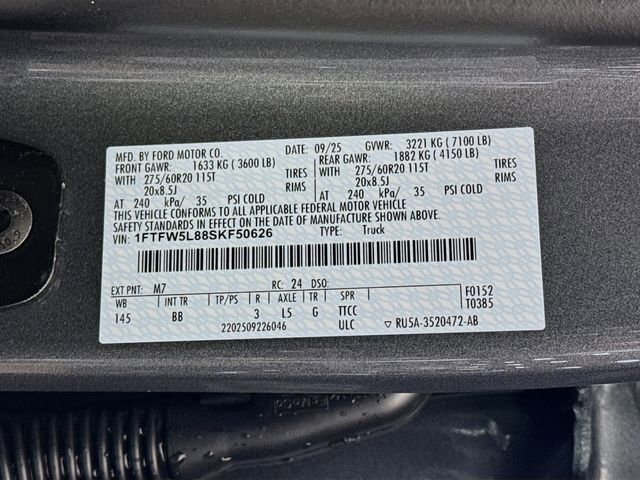 MFD. BY FORD MOTOR CO. DATE: 09/25 GVWR: 3221 KG ( 7100 LB)
FRONT GAWR: 1633 KG ( 3600 LB) REAR GAWR: 1882 KG ( 4150 LB)
WITH 275/60R20 115T TIRES WITH 275/60R20 115T TIRES
20x8.5J RIMS 20x8.5J RIMS
AT 240 kPa/ 35 PSI COLD AT 240 kPa/ 35 PSI COLD
THIS VEHICLE CONFORMS TO ALL APPLICABLE FEDERAL MOTOR VEHICLE
SAFETY STANDARDS IN EFFECT ON THE DATE OF MANUFACTURE SHOWN ABOVE.
VIN: 1FTFW5L88SKF50626 TYPE: Truck
EXT PNT: M7 RC: 24 DSO: F0152
WB INT TR TP/PS R AXLE TR SPR T0385
145 BB 3 L5 G TTCC
2202509226046 ULC ▽ RU5A-3520472-AB
10.9
FoMoCo